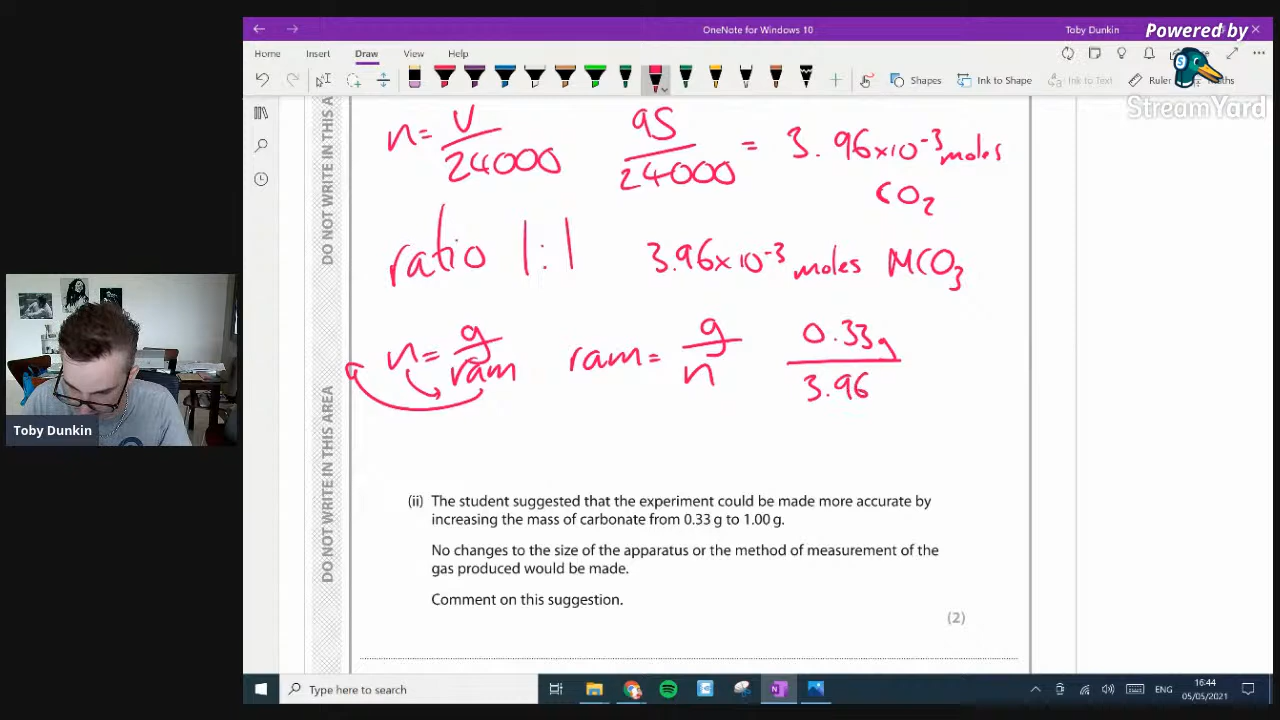 OneNote for Windows 10
Toby Dunkin
Powered by
Home Insert Draw View Help
Shapes Ink to Shape Ink to Text Ruler Maths
StreamYard
DO NOT WRITE IN THIS A
n= V/24000 95/24000 = 3.96x10⁻³ moles
CO₂
ratio 1:1 3.96x10⁻³ moles MCO₃
n= g/ram ram= g/n 0.33g/3.96
DO NOT WRITE IN THIS AREA
Toby Dunkin
(ii) The student suggested that the experiment could be made more accurate by
increasing the mass of carbonate from 0.33 g to 1.00 g.
No changes to the size of the apparatus or the method of measurement of the
gas produced would be made.
Comment on this suggestion.
(2)
Type here to search
ENG
16:44
05/05/2021